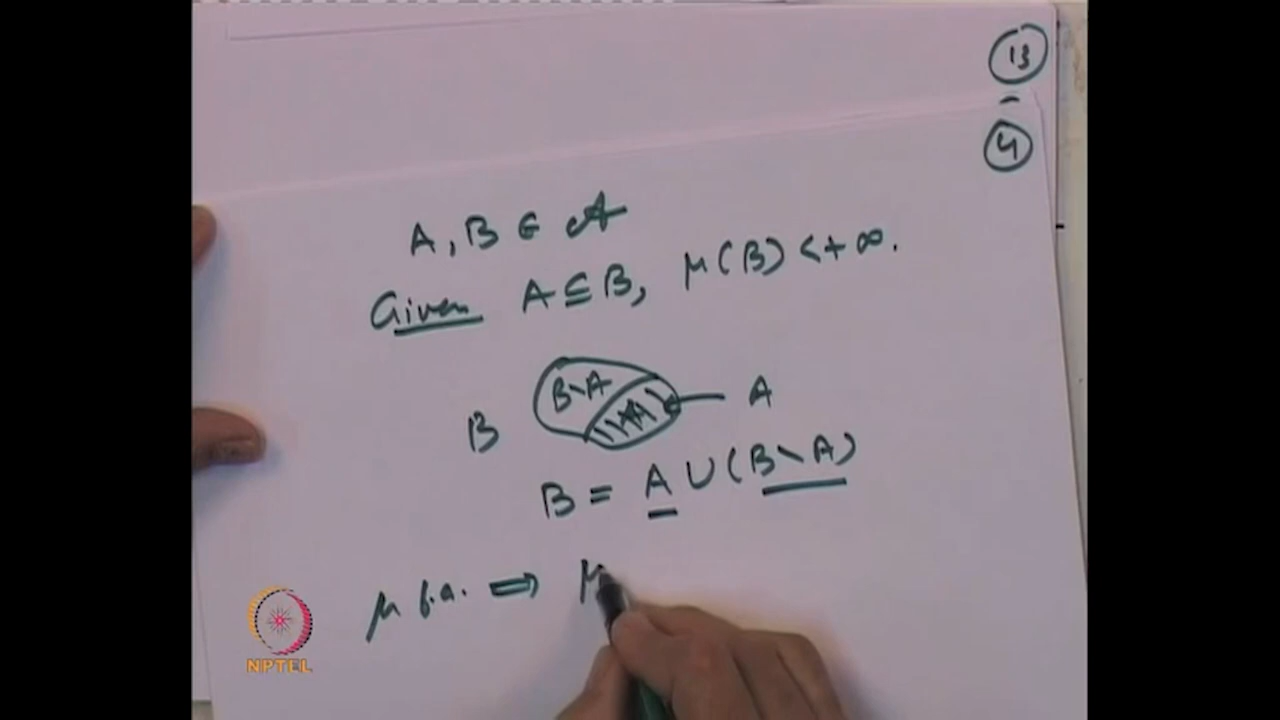 13
4
A, B ∈ 𝒜
Given A ⊆ B, μ(B) < +∞.
B∖A
A
B
B = A ∪ (B∖A)
μ f.a. ⇒ μ
NPTEL